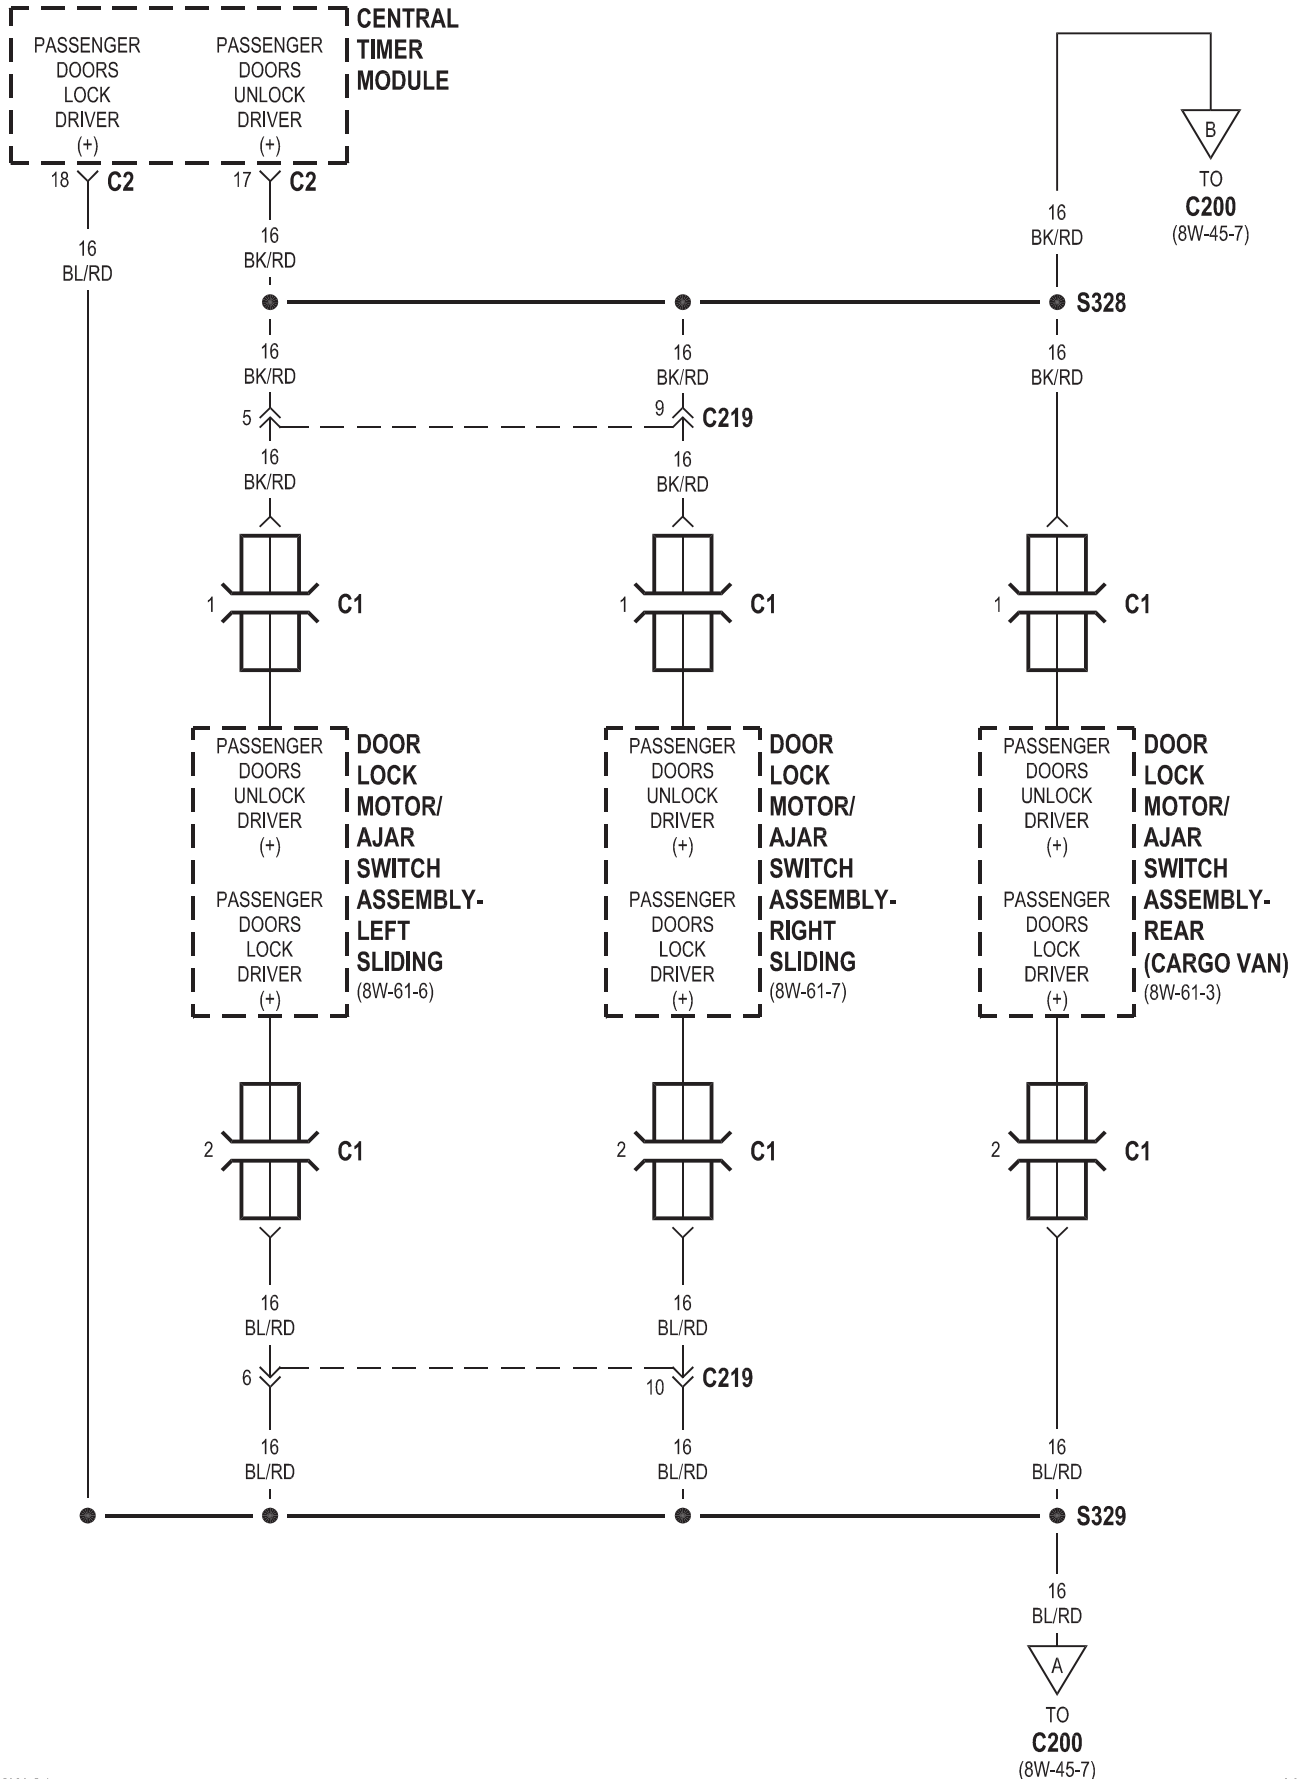 CENTRAL
TIMER
MODULE
PASSENGER
DOORS
LOCK
DRIVER
(+)
PASSENGER
DOORS
UNLOCK
DRIVER
(+)
18
C2
17
C2
B
TO
C200
(8W-45-7)
16
BL/RD
16
BK/RD
16
BK/RD
S328
16
BK/RD
16
BK/RD
16
BK/RD
5
9
C219
16
BK/RD
16
BK/RD
1
C1
1
C1
1
C1
PASSENGER
DOORS
UNLOCK
DRIVER
(+)
PASSENGER
DOORS
LOCK
DRIVER
(+)
DOOR
LOCK
MOTOR/
AJAR
SWITCH
ASSEMBLY-
LEFT
SLIDING
(8W-61-6)
PASSENGER
DOORS
UNLOCK
DRIVER
(+)
PASSENGER
DOORS
LOCK
DRIVER
(+)
DOOR
LOCK
MOTOR/
AJAR
SWITCH
ASSEMBLY-
RIGHT
SLIDING
(8W-61-7)
PASSENGER
DOORS
UNLOCK
DRIVER
(+)
PASSENGER
DOORS
LOCK
DRIVER
(+)
DOOR
LOCK
MOTOR/
AJAR
SWITCH
ASSEMBLY-
REAR
(CARGO VAN)
(8W-61-3)
2
C1
2
C1
2
C1
16
BL/RD
16
BL/RD
6
10
C219
16
BL/RD
16
BL/RD
16
BL/RD
S329
16
BL/RD
A
TO
C200
(8W-45-7)